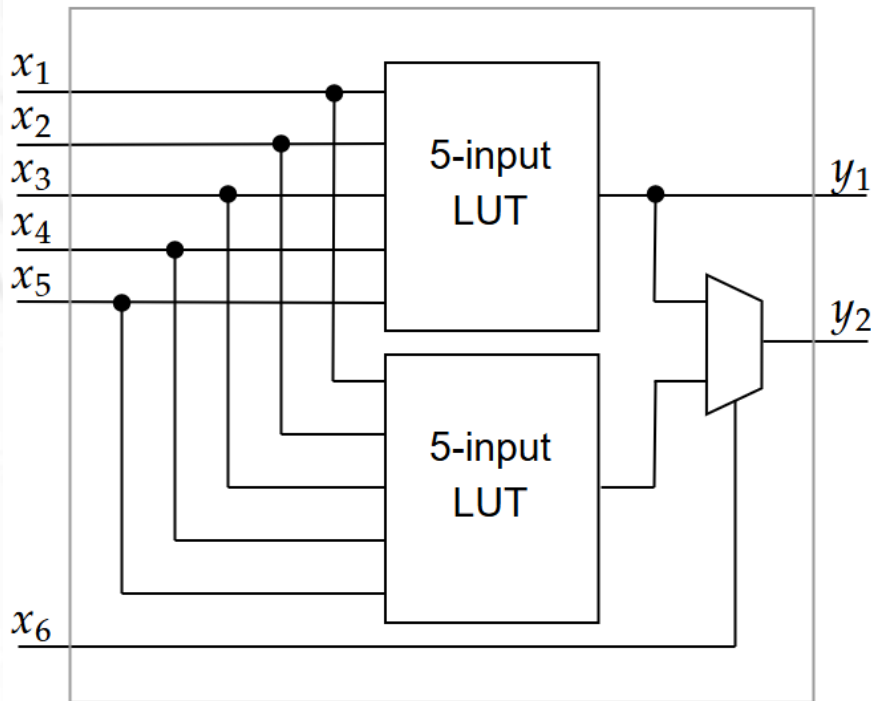 x₁
x₂
x₃
x₄
x₅
x₆
5-input
LUT
5-input
LUT
y₁
y₂